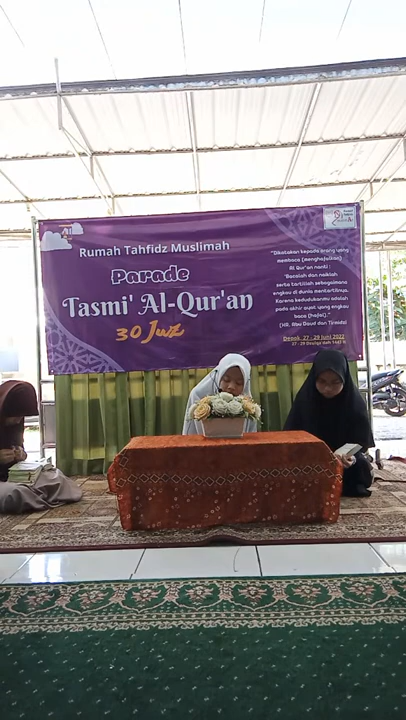 Rumah Tahfidz Muslimah
Parade
Tasmi' Al-Qur'an
30 Juz
"Dikatakan kepada orang yang
membaca (menghafalkan)
Al Qur'an nanti :
"Bacalah dan naiklah
serta tartillah sebagaimana
engkau di dunia mentartilnya.
Karena kedudukanmu adalah
pada akhir ayat yang engkau
baca (hafal)."
(HR. Abu Daud dan Tirmidzi)
Depok, 27 - 29 Juni 2022